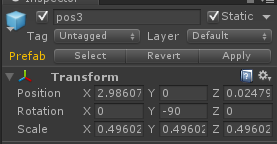 Inspector
pos3 Static
Tag Untagged Layer Default
Prefab Select Revert Apply
Transform
Position X 2.98607 Y 0 Z 0.02479
Rotation X 0 Y -90 Z 0
Scale X 0.49602 Y 0.49602 Z 0.49602